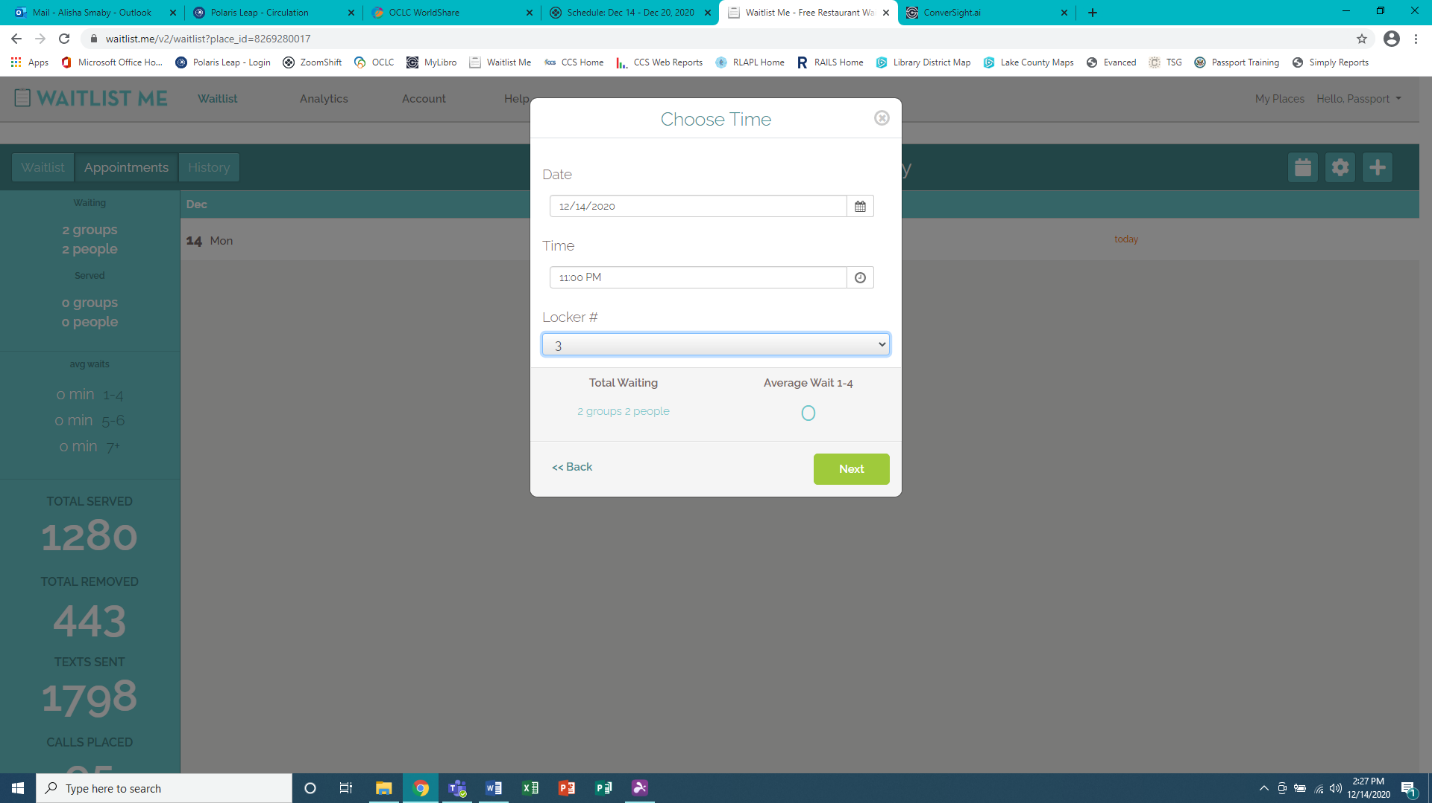 Mail - Alisha Smaby - Outlook
Polaris Leap - Circulation
OCLC WorldShare
Schedule: Dec 14 - Dec 20, 2020
Waitlist Me - Free Restaurant Wa
ConverSight.ai
waitlist.me/v2/waitlist?place_id=8269280017
Apps
Microsoft Office Ho...
Polaris Leap - Login
ZoomShift
OCLC
MyLibro
Waitlist Me
CCS Home
CCS Web Reports
RLAPL Home
RAILS Home
Library District Map
Lake County Maps
Evanced
TSG
Passport Training
Simply Reports
WAITLIST ME
Waitlist
Analytics
Account
Help
My Places
Hello, Passport
Waitlist
Appointments
History
y
Waiting
2 groups
2 people
Served
0 groups
0 people
avg waits
0 min 1-4
0 min 5-6
0 min 7+
TOTAL SERVED
1280
TOTAL REMOVED
443
TEXTS SENT
1798
CALLS PLACED
Dec
14 Mon
today
Choose Time
Date
12/14/2020
Time
11:00 PM
Locker #
3
Total Waiting
Average Wait 1-4
2 groups 2 people
0
<< Back
Next
Type here to search
2:27 PM
12/14/2020
1